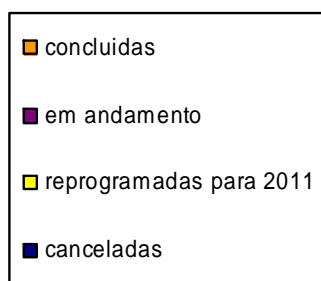 concluidas
em andamento
reprogramadas para 2011
canceladas